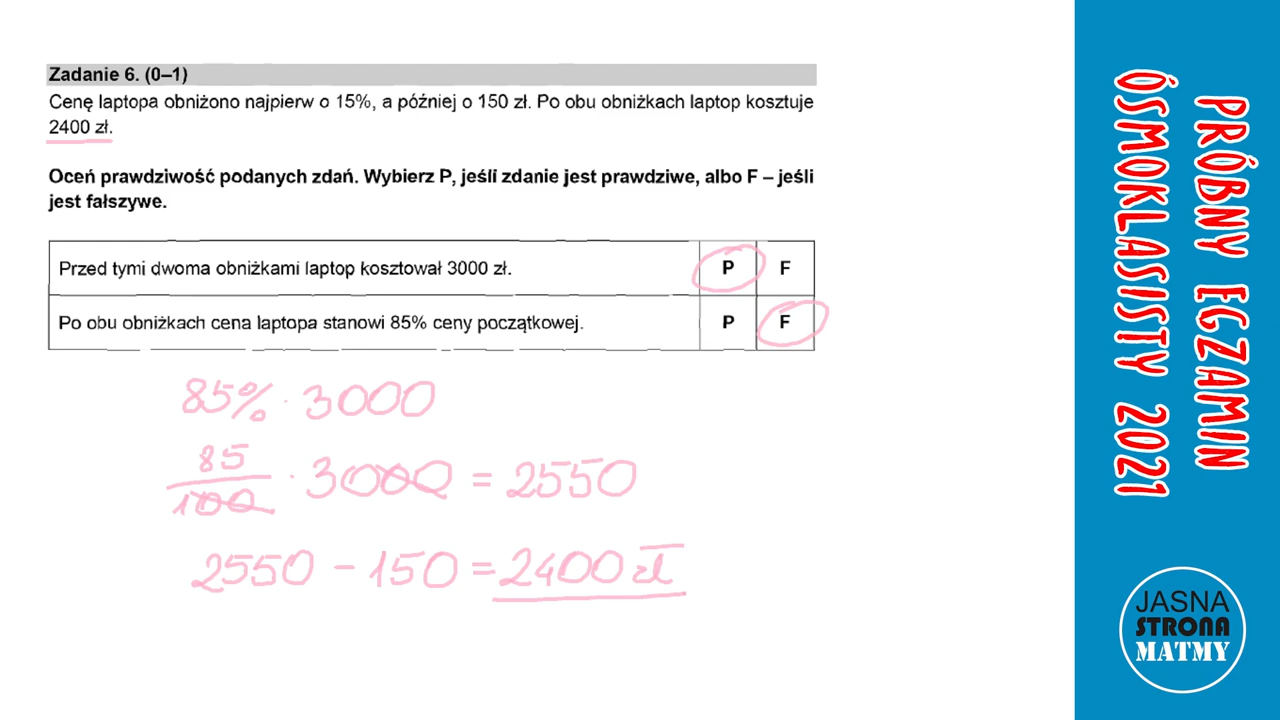 Zadanie 6. (0–1)
Cenę laptopa obniżono najpierw o 15%, a później o 150 zł. Po obu obniżkach laptop kosztuje
2400 zł.
Oceń prawdziwość podanych zdań. Wybierz P, jeśli zdanie jest prawdziwe, albo F – jeśli
jest fałszywe.
Przed tymi dwoma obniżkami laptop kosztował 3000 zł. P F
Po obu obniżkach cena laptopa stanowi 85% ceny początkowej. P F
85% · 3000
85/100 · 3000 = 2550
2550 – 150 = 2400 zł
PRÓBNY EGZAMIN
ÓSMOKLASISTY 2021
JASNA
STRONA
MATMY